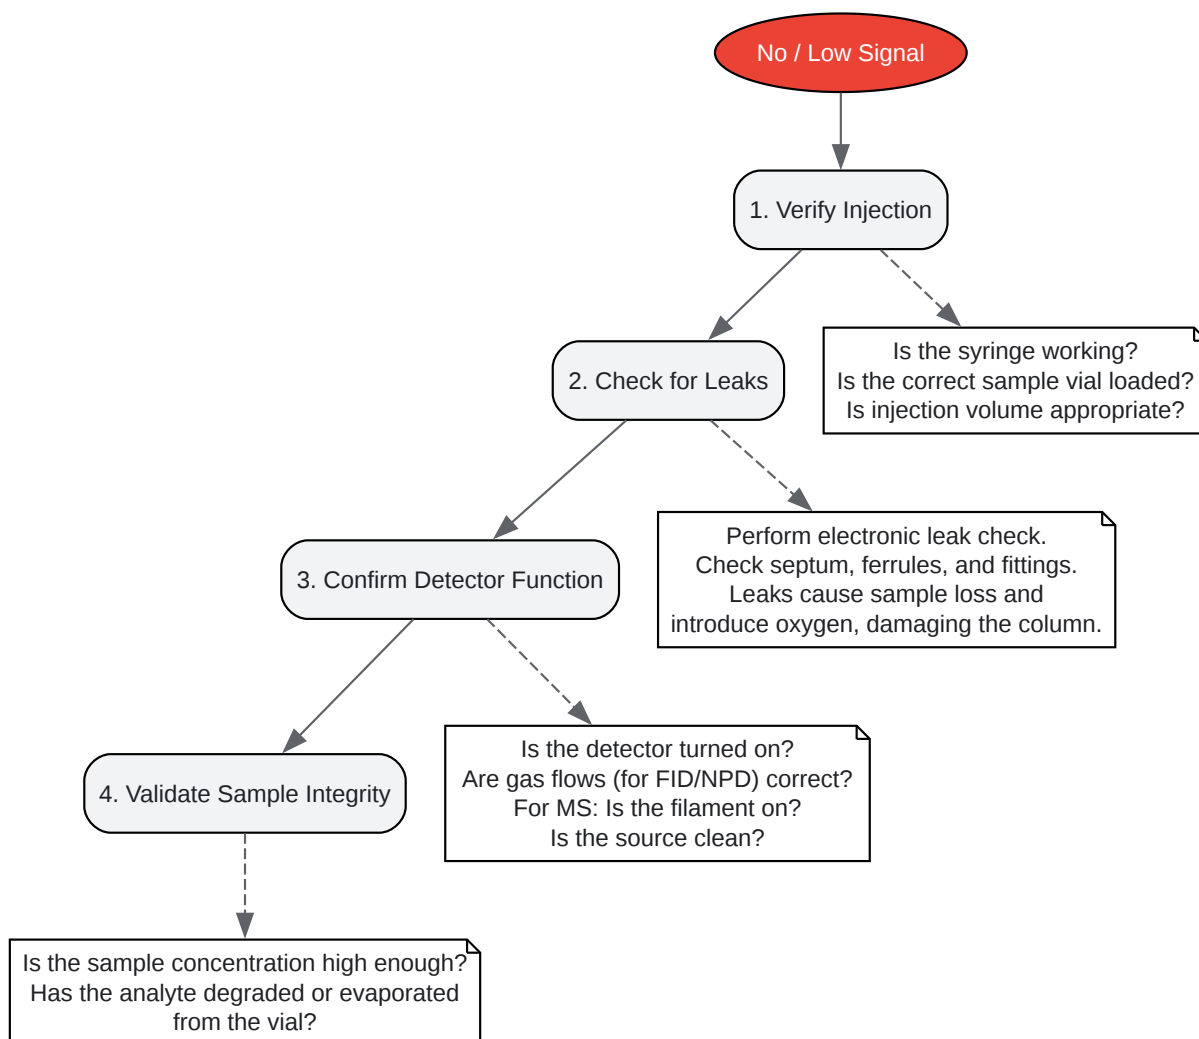 No / Low Signal
1. Verify Injection
Is the syringe working?
Is the correct sample vial loaded?
Is injection volume appropriate?
2. Check for Leaks
Perform electronic leak check.
Check septum, ferrules, and fittings.
Leaks cause sample loss and
introduce oxygen, damaging the column.
3. Confirm Detector Function
Is the detector turned on?
Are gas flows (for FID/NPD) correct?
For MS: Is the filament on?
Is the source clean?
4. Validate Sample Integrity
Is the sample concentration high enough?
Has the analyte degraded or evaporated
from the vial?